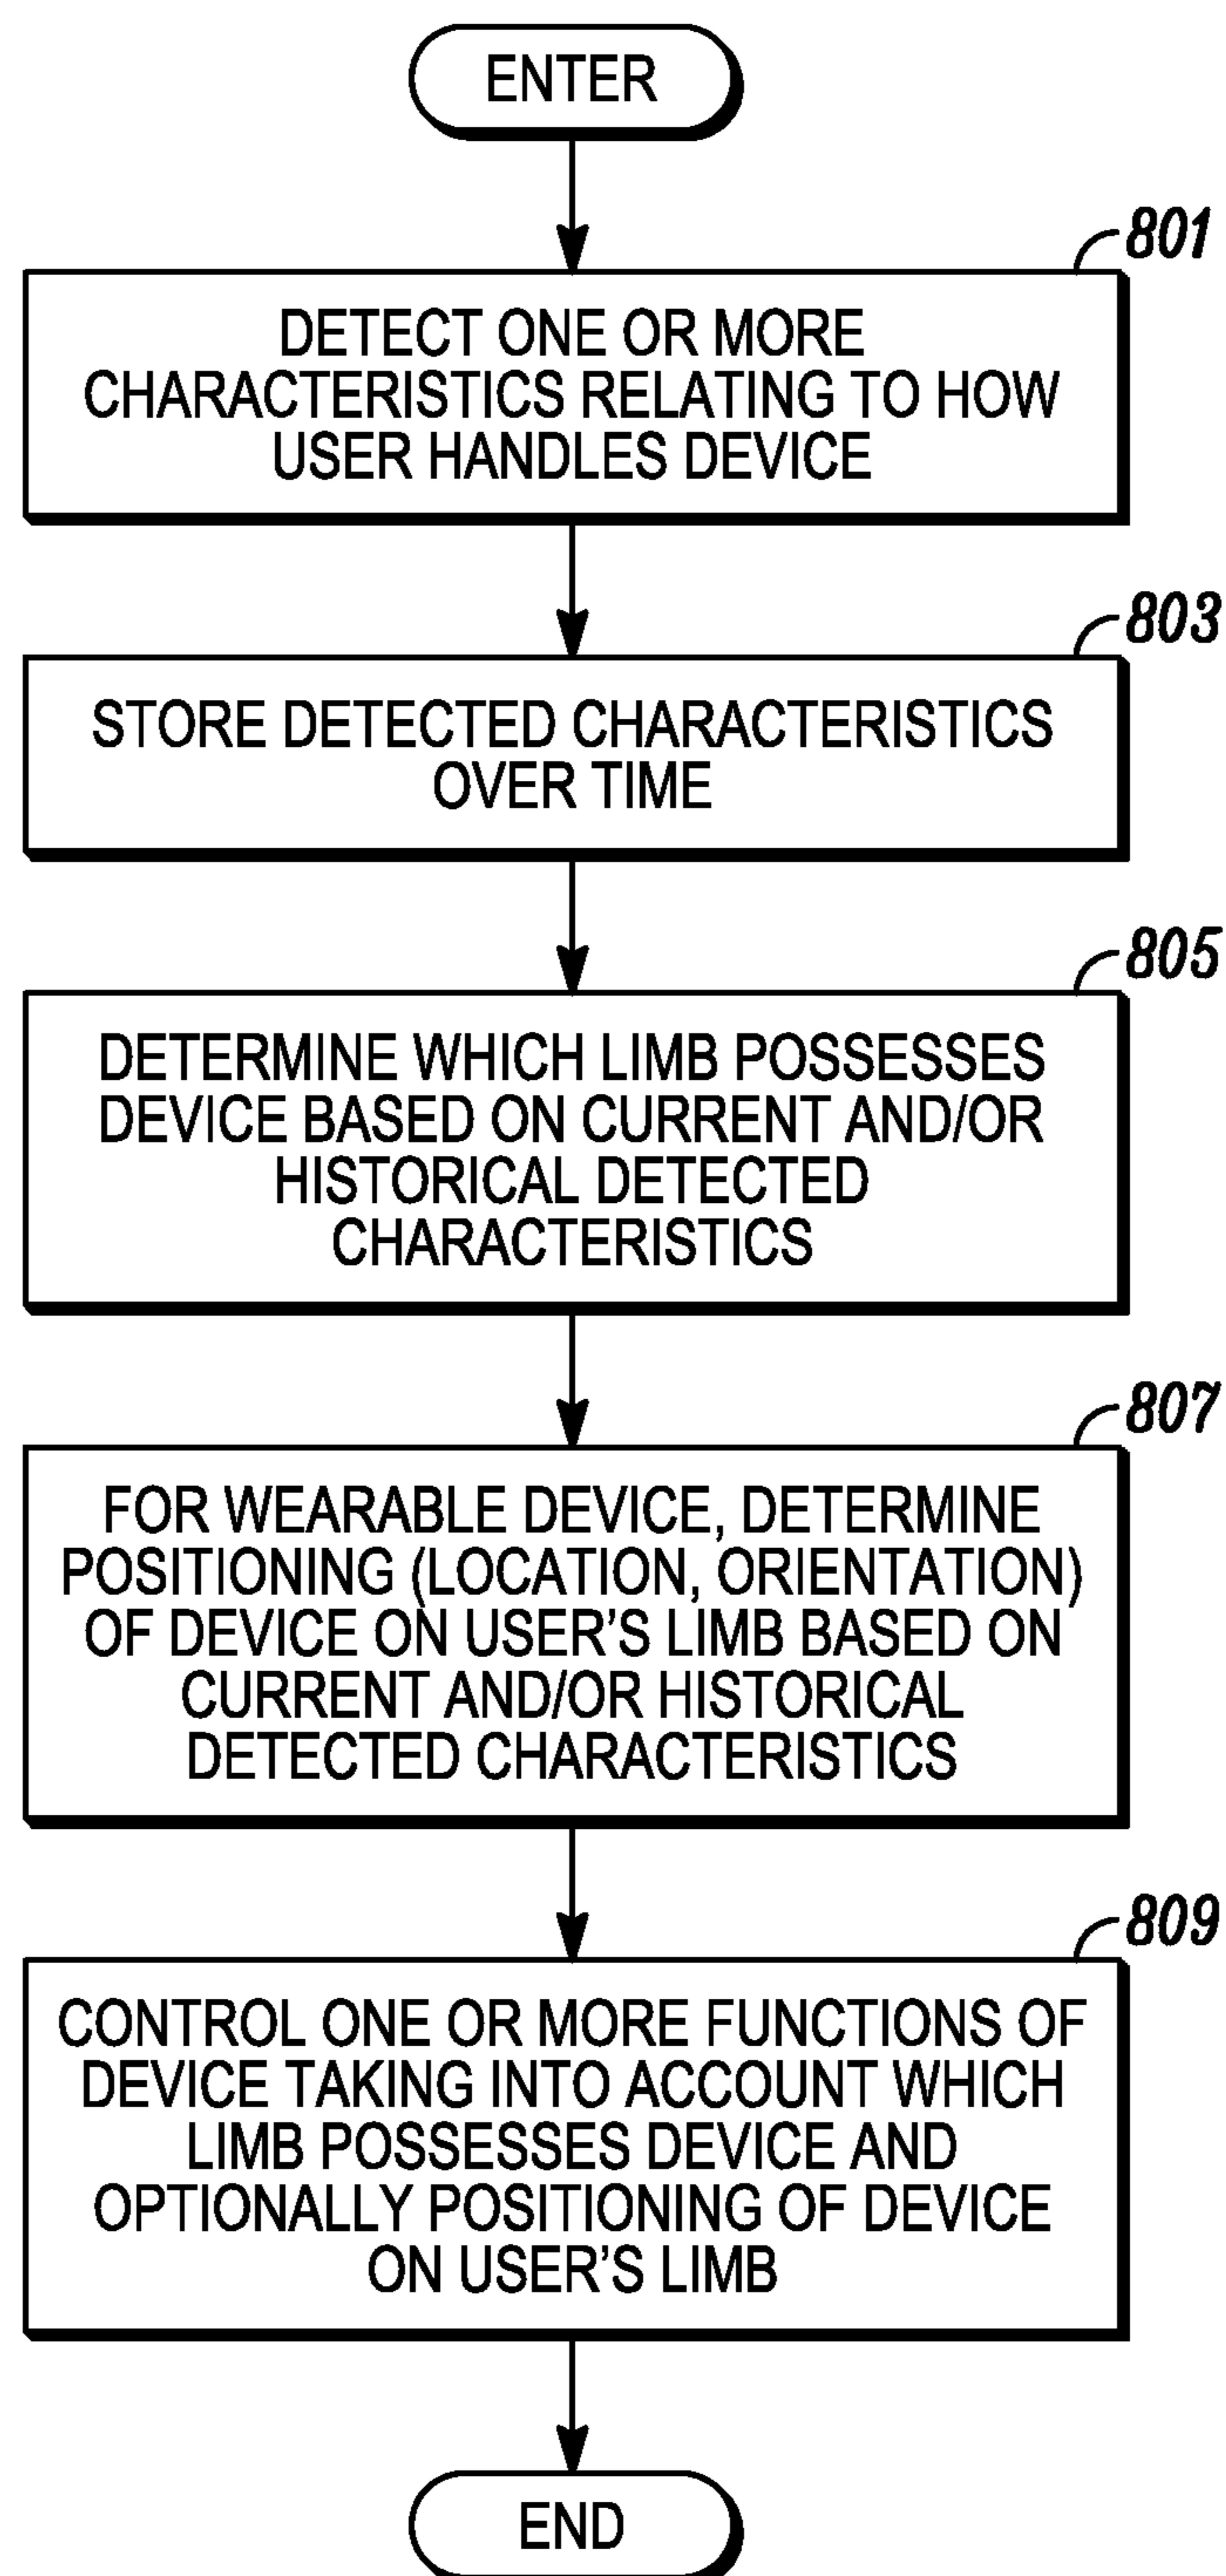 ENTER
801
DETECT ONE OR MORE
CHARACTERISTICS RELATING TO HOW
USER HANDLES DEVICE
803
STORE DETECTED CHARACTERISTICS
OVER TIME
805
DETERMINE WHICH LIMB POSSESSES
DEVICE BASED ON CURRENT AND/OR
HISTORICAL DETECTED
CHARACTERISTICS
807
FOR WEARABLE DEVICE, DETERMINE
POSITIONING (LOCATION, ORIENTATION)
OF DEVICE ON USER'S LIMB BASED ON
CURRENT AND/OR HISTORICAL
DETECTED CHARACTERISTICS
809
CONTROL ONE OR MORE FUNCTIONS OF
DEVICE TAKING INTO ACCOUNT WHICH
LIMB POSSESSES DEVICE AND
OPTIONALLY POSITIONING OF DEVICE
ON USER'S LIMB
END